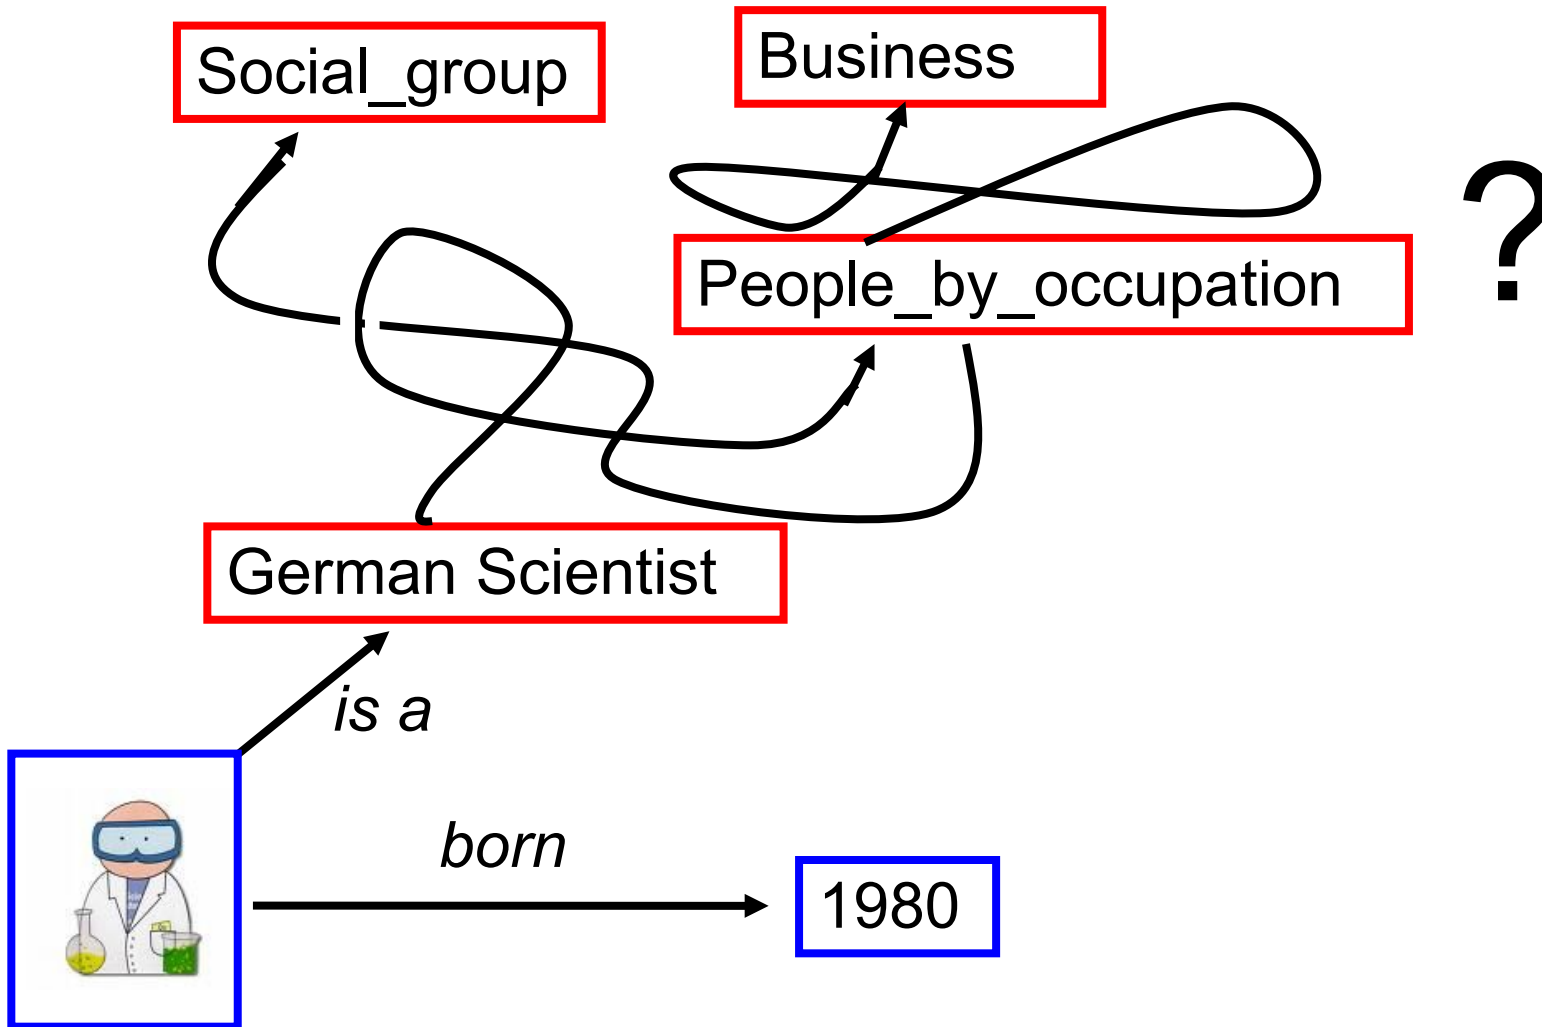 Social_group
Business
People_by_occupation
?
German Scientist
is a
born
1980